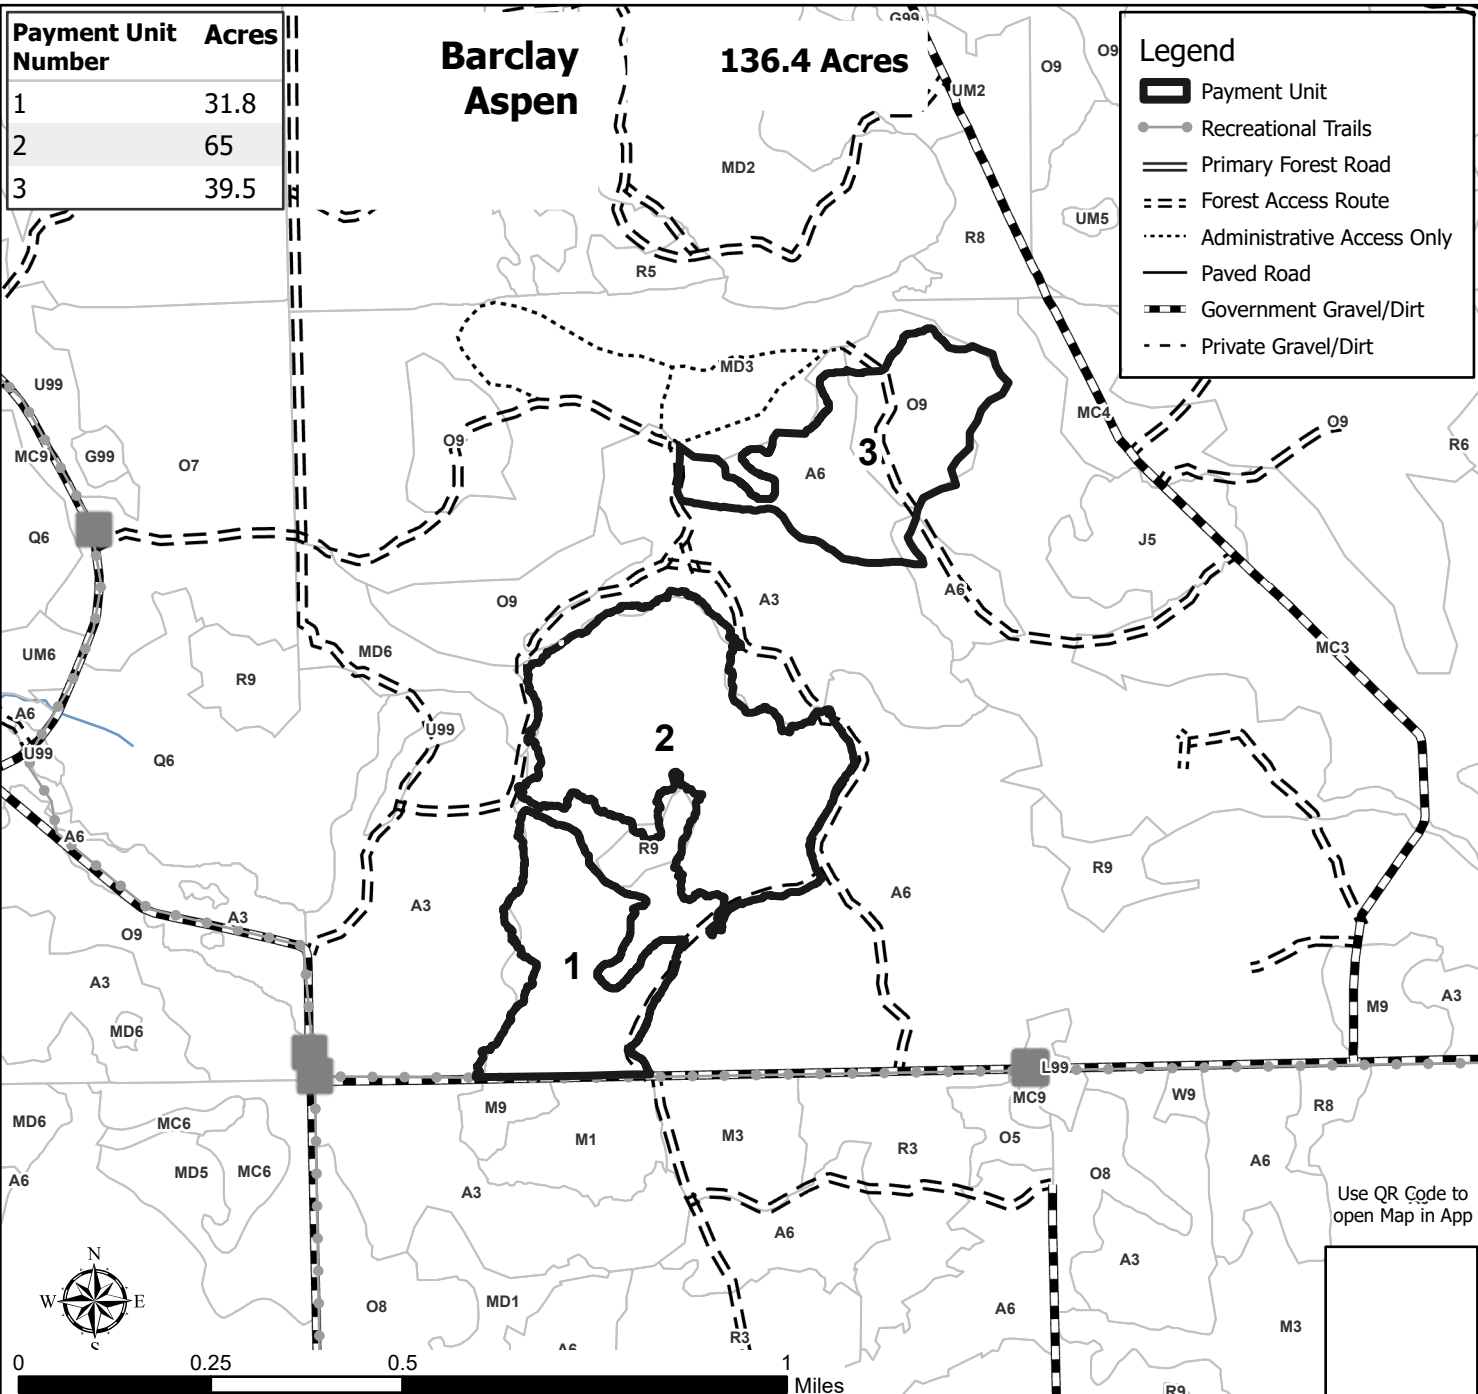 Payment Unit Number Acres
1 31.8
2 65
3 39.5
Barclay Aspen
136.4 Acres
Legend
Payment Unit
Recreational Trails
Primary Forest Road
Forest Access Route
Administrative Access Only
Paved Road
Government Gravel/Dirt
Private Gravel/Dirt
G99
O9
O9
UM2
MD2
UM5
R8
R5
MD3
U99
O9
MC4
O9
O9
R6
MC9
G99
O7
3
A6
Q6
J5
A6
O9
A3
UM6
MD6
MC3
R9
A6
U99
2
U99
Q6
A6
R9
R9
A6
A3
A3
O9
1
A3
A3
M9
MD6
L99
MC9
W9
R8
M9
MD6
MC6
M1
M3
R3
O5
A6
MD5
MC6
O8
A6
A3
A6
Use QR Code to
open Map in App
A3
N
W E
S
O8
MD1
A6
M3
R3
A6
R9
0 0.25 0.5 1
Miles